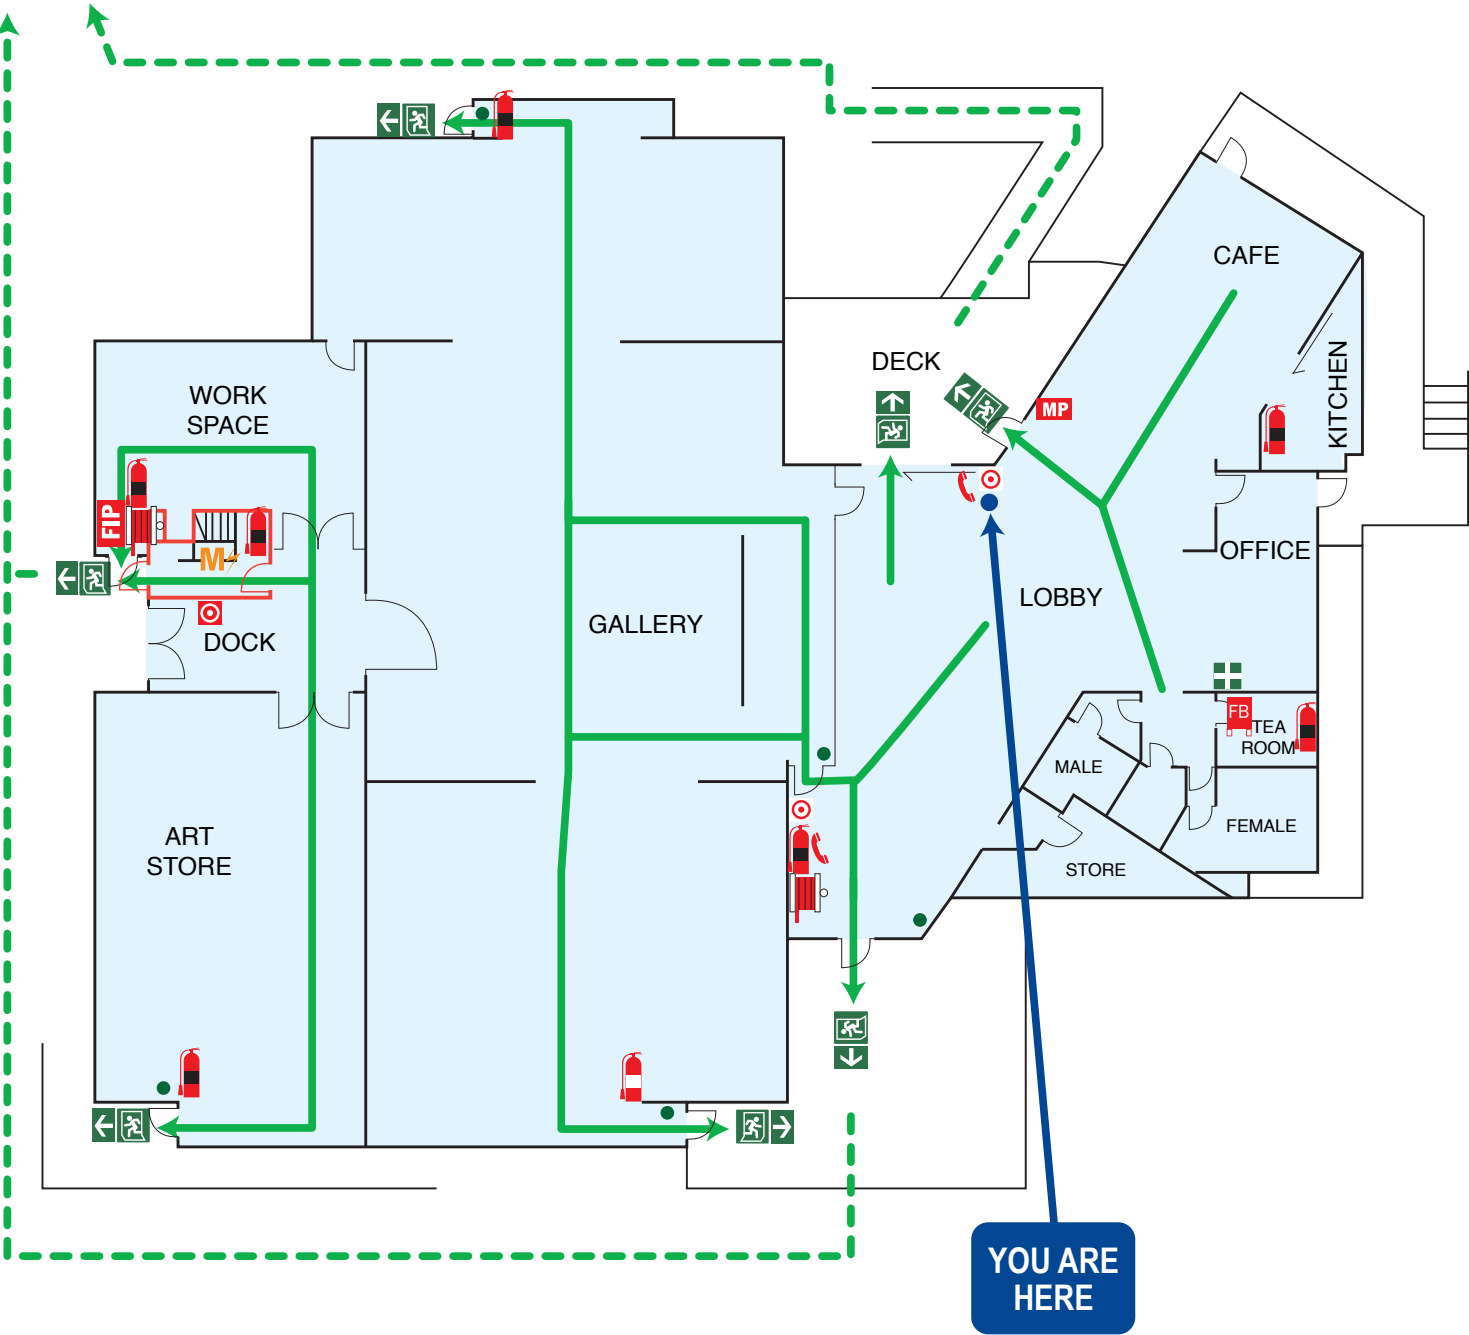 CAFE
DECK
KITCHEN
WORK
SPACE
MP
FIP
M
OFFICE
LOBBY
GALLERY
DOCK
FB
TEA
ROOM
MALE
FEMALE
ART
STORE
STORE
YOU ARE
HERE